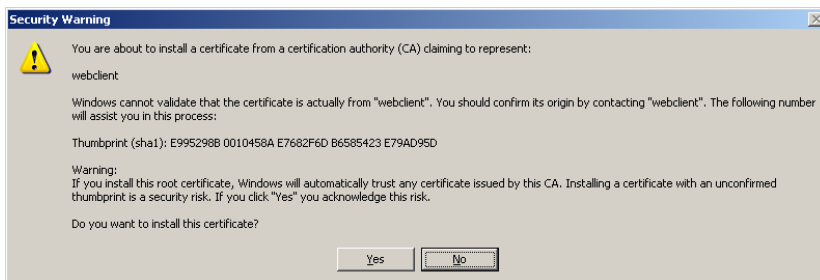 Security Warning
You are about to install a certificate from a certification authority (CA) claiming to represent:
webclient
Windows cannot validate that the certificate is actually from "webclient". You should confirm its origin by contacting "webclient". The following number
will assist you in this process:
Thumbprint (sha1): E995298B 0010458A E7682F6D B6585423 E79AD95D
Warning:
If you install this root certificate, Windows will automatically trust any certificate issued by this CA. Installing a certificate with an unconfirmed
thumbprint is a security risk. If you click "Yes" you acknowledge this risk.
Do you want to install this certificate?
Yes No